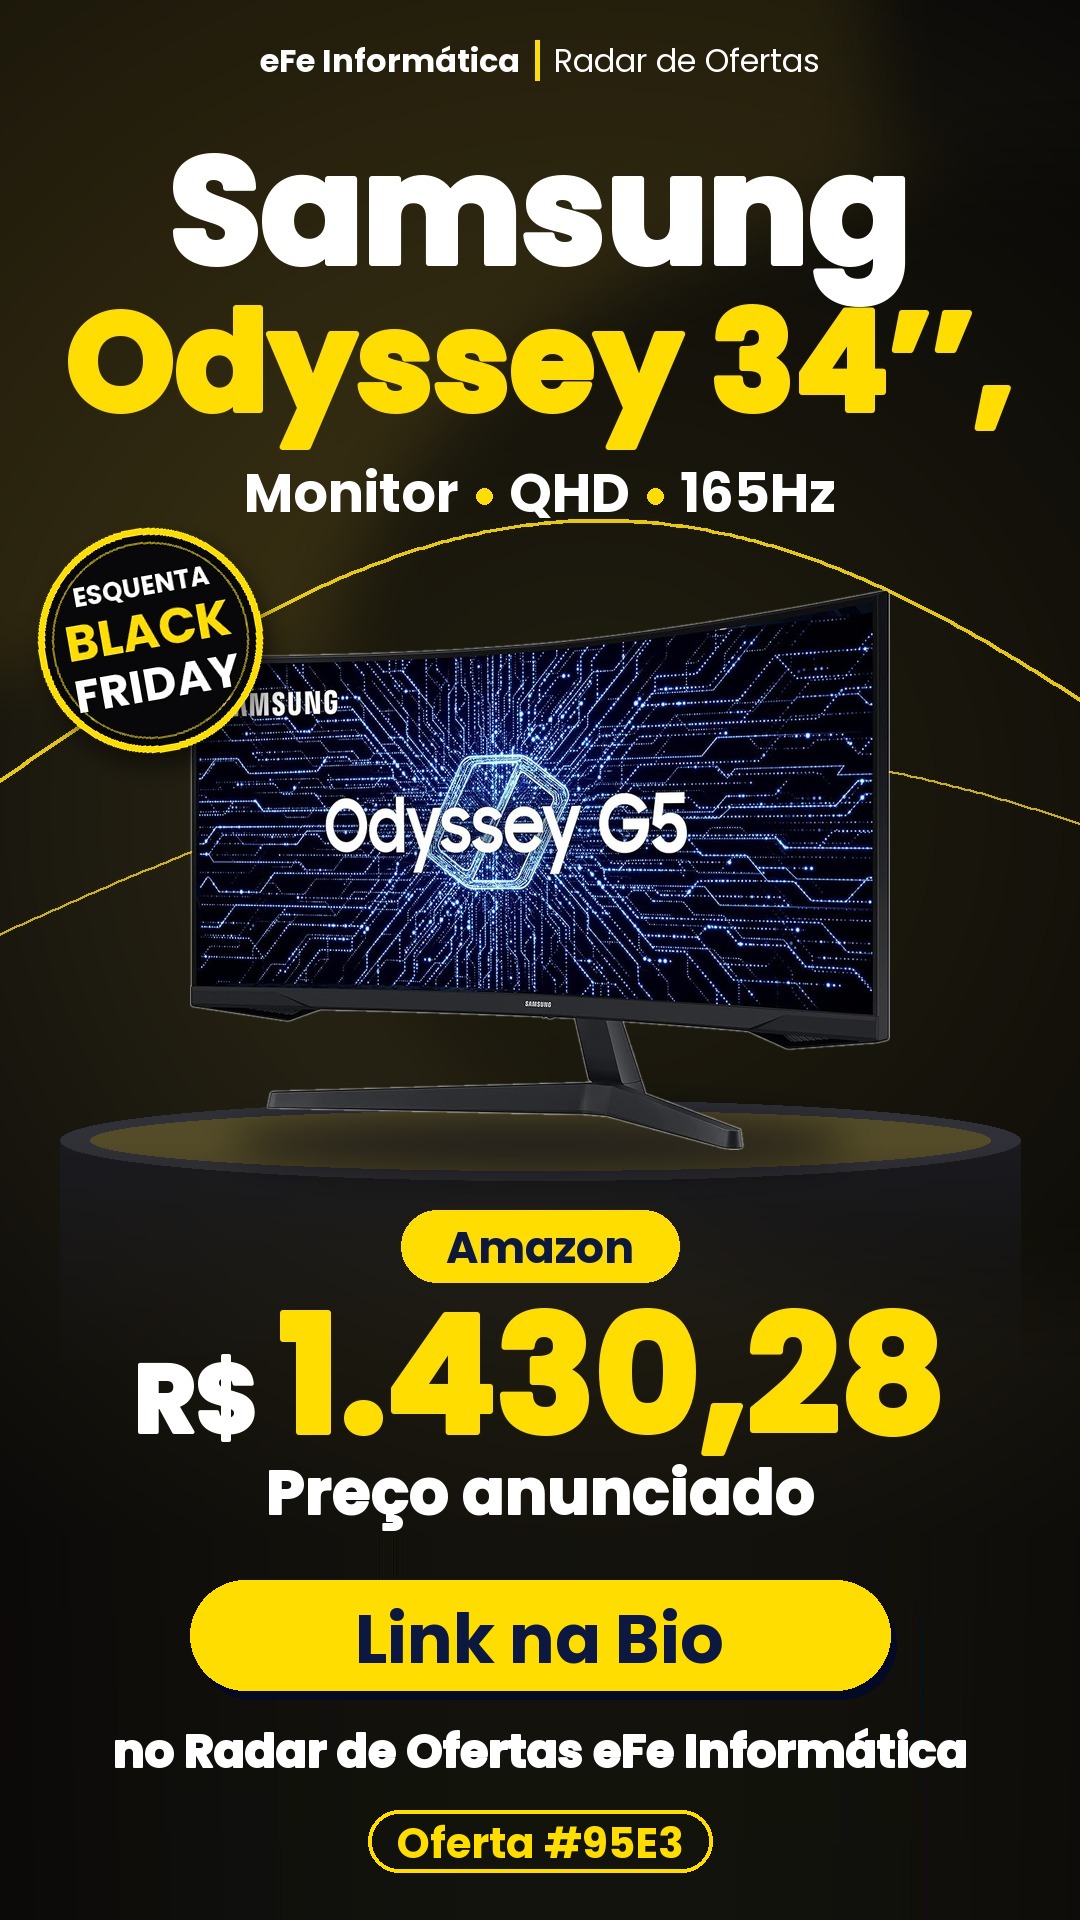 eFe Informática | Radar de Ofertas
Samsung
Odyssey 34’’,
Monitor • QHD • 165Hz
ESQUENTA
BLACK
FRIDAY
AMSUNG
Odyssey G5
SAMSUNG
Amazon
R$ 1.430,28
Preço anunciado
Link na Bio
no Radar de Ofertas eFe Informática
Oferta #95E3